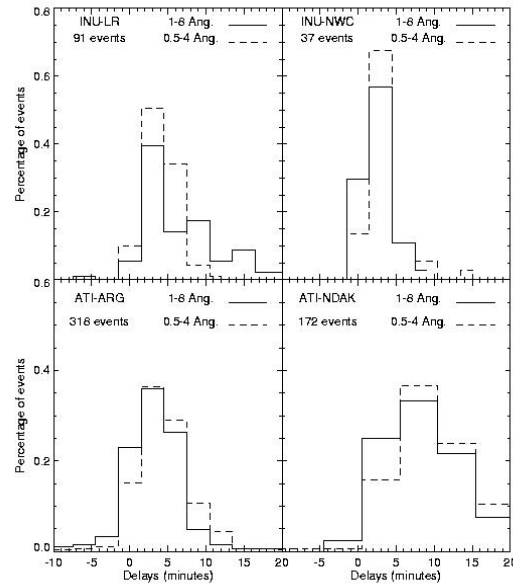 0.8
0.6
0.4
0.2
Percentage of events
INU-LR 1-8 Ang.
91 events 0.5-4 Ang.
INU-NWC 1-8 Ang.
37 events 0.5-4 Ang.
0.6
0.4
0.2
0.0
Percentage of events
ATI-ARG 1-8 Ang.
318 events 0.5-4 Ang.
ATI-NDAK 1-8 Ang.
172 events 0.5-4 Ang.
-10 -5 0 5 10 15 20
Delays (minutes)
-5 0 5 10 15 20
Delays (minutes)